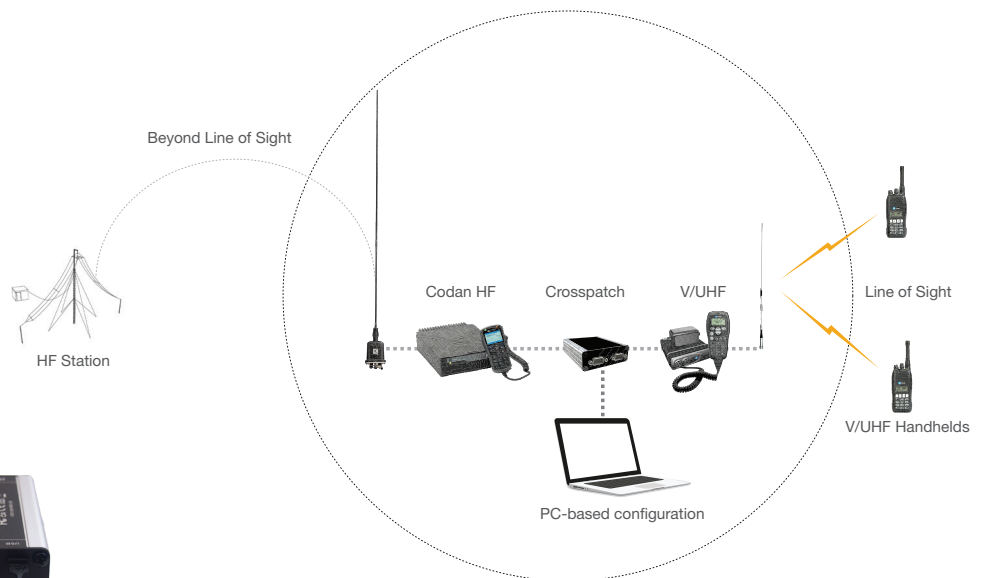 Beyond Line of Sight
Codan HF
Crosspatch
V/UHF
Line of Sight
HF Station
V/UHF Handhelds
PC-based configuration